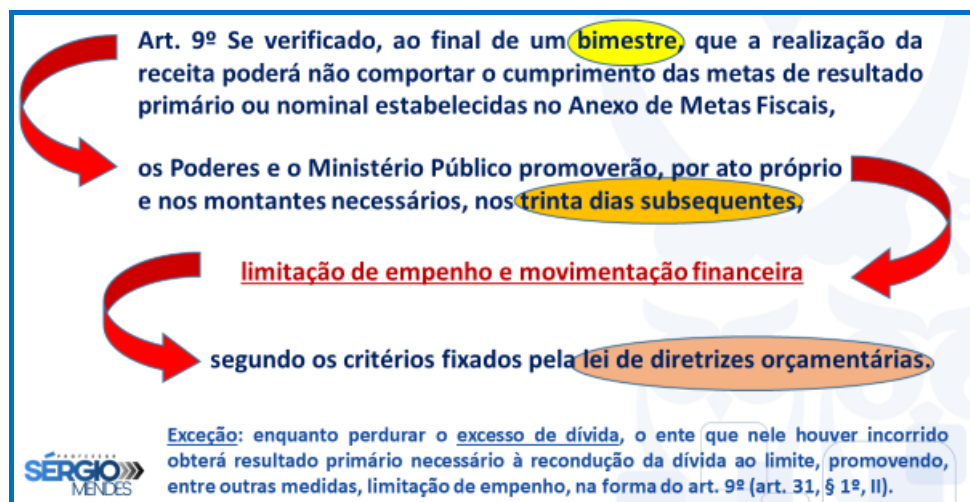 Art. 9º Se verificado, ao final de um bimestre, que a realização da
receita poderá não comportar o cumprimento das metas de resultado
primário ou nominal estabelecidas no Anexo de Metas Fiscais,
os Poderes e o Ministério Público promoverão, por ato próprio
e nos montantes necessários, nos trinta dias subsequentes,
limitação de empenho e movimentação financeira
segundo os critérios fixados pela lei de diretrizes orçamentárias.
Exceção: enquanto perdurar o excesso de dívida, o ente que nele houver incorrido
obterá resultado primário necessário à recondução da dívida ao limite, promovendo,
entre outras medidas, limitação de empenho, na forma do art. 9º (art. 31, § 1º, II).
PROFESSOR
SÉRGIO
MENDES